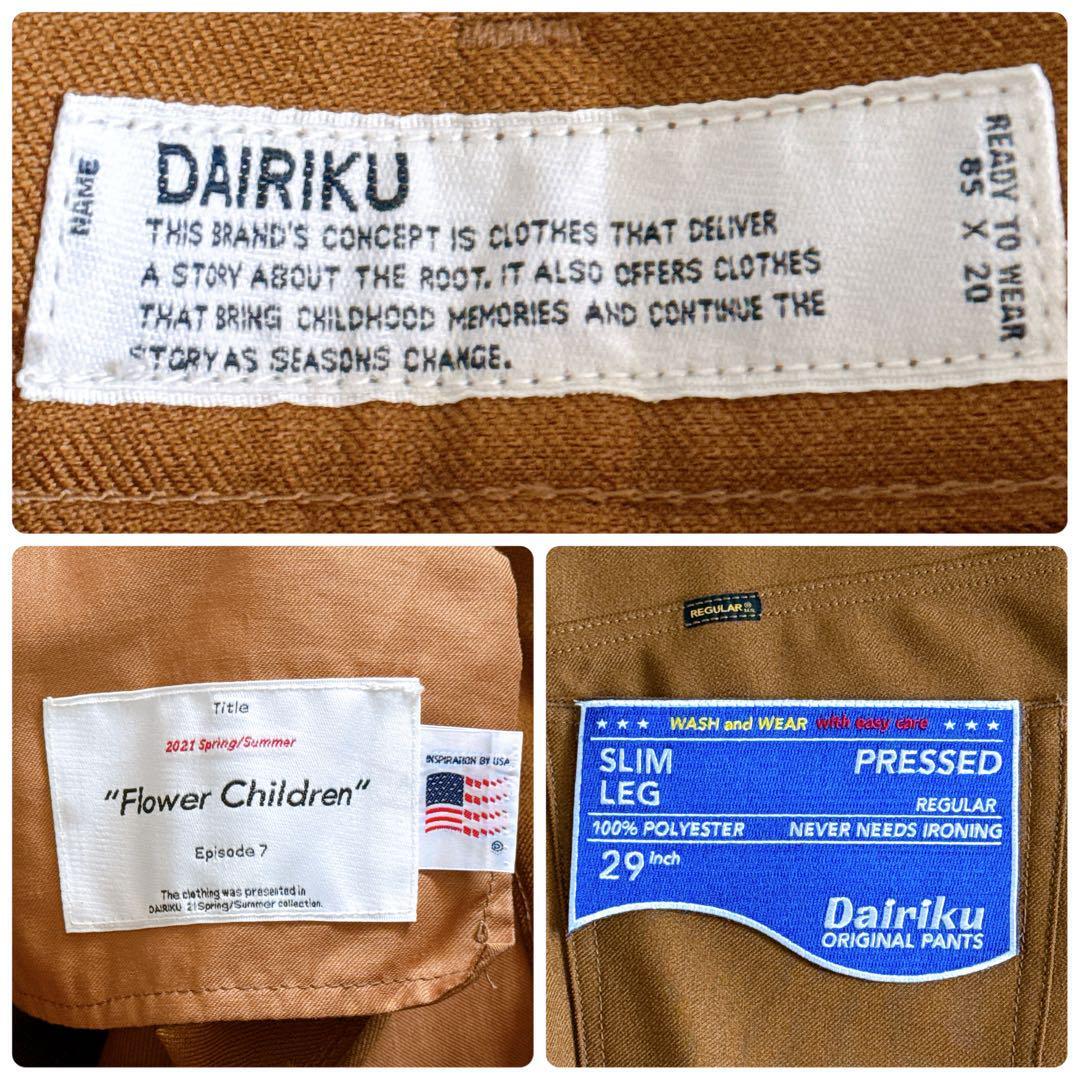 NAME
DAIRIKU
THIS BRAND'S CONCEPT IS CLOTHES THAT DELIVER
A STORY ABOUT THE ROOT. IT ALSO OFFERS CLOTHES
THAT BRING CHILDHOOD MEMORIES AND CONTINUE THE
STORY AS SEASONS CHANGE.
READY TO WEAR
85 X 20
Title
2021 Spring/Summer
"Flower Children"
Episode 7
The clothing was presented in
DAIRIKU 21 Spring/Summer collection.
INSPIRATION BY USA
REGULAR
WASH and WEAR with easy care
SLIM LEG
PRESSED
REGULAR
100% POLYESTER NEVER NEEDS IRONING
29 Inch
Dairiku
ORIGINAL PANTS